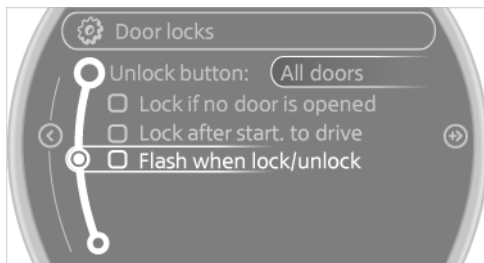 Door locks
Unlock button: All doors
Lock if no door is opened
Lock after start. to drive
Flash when lock/unlock